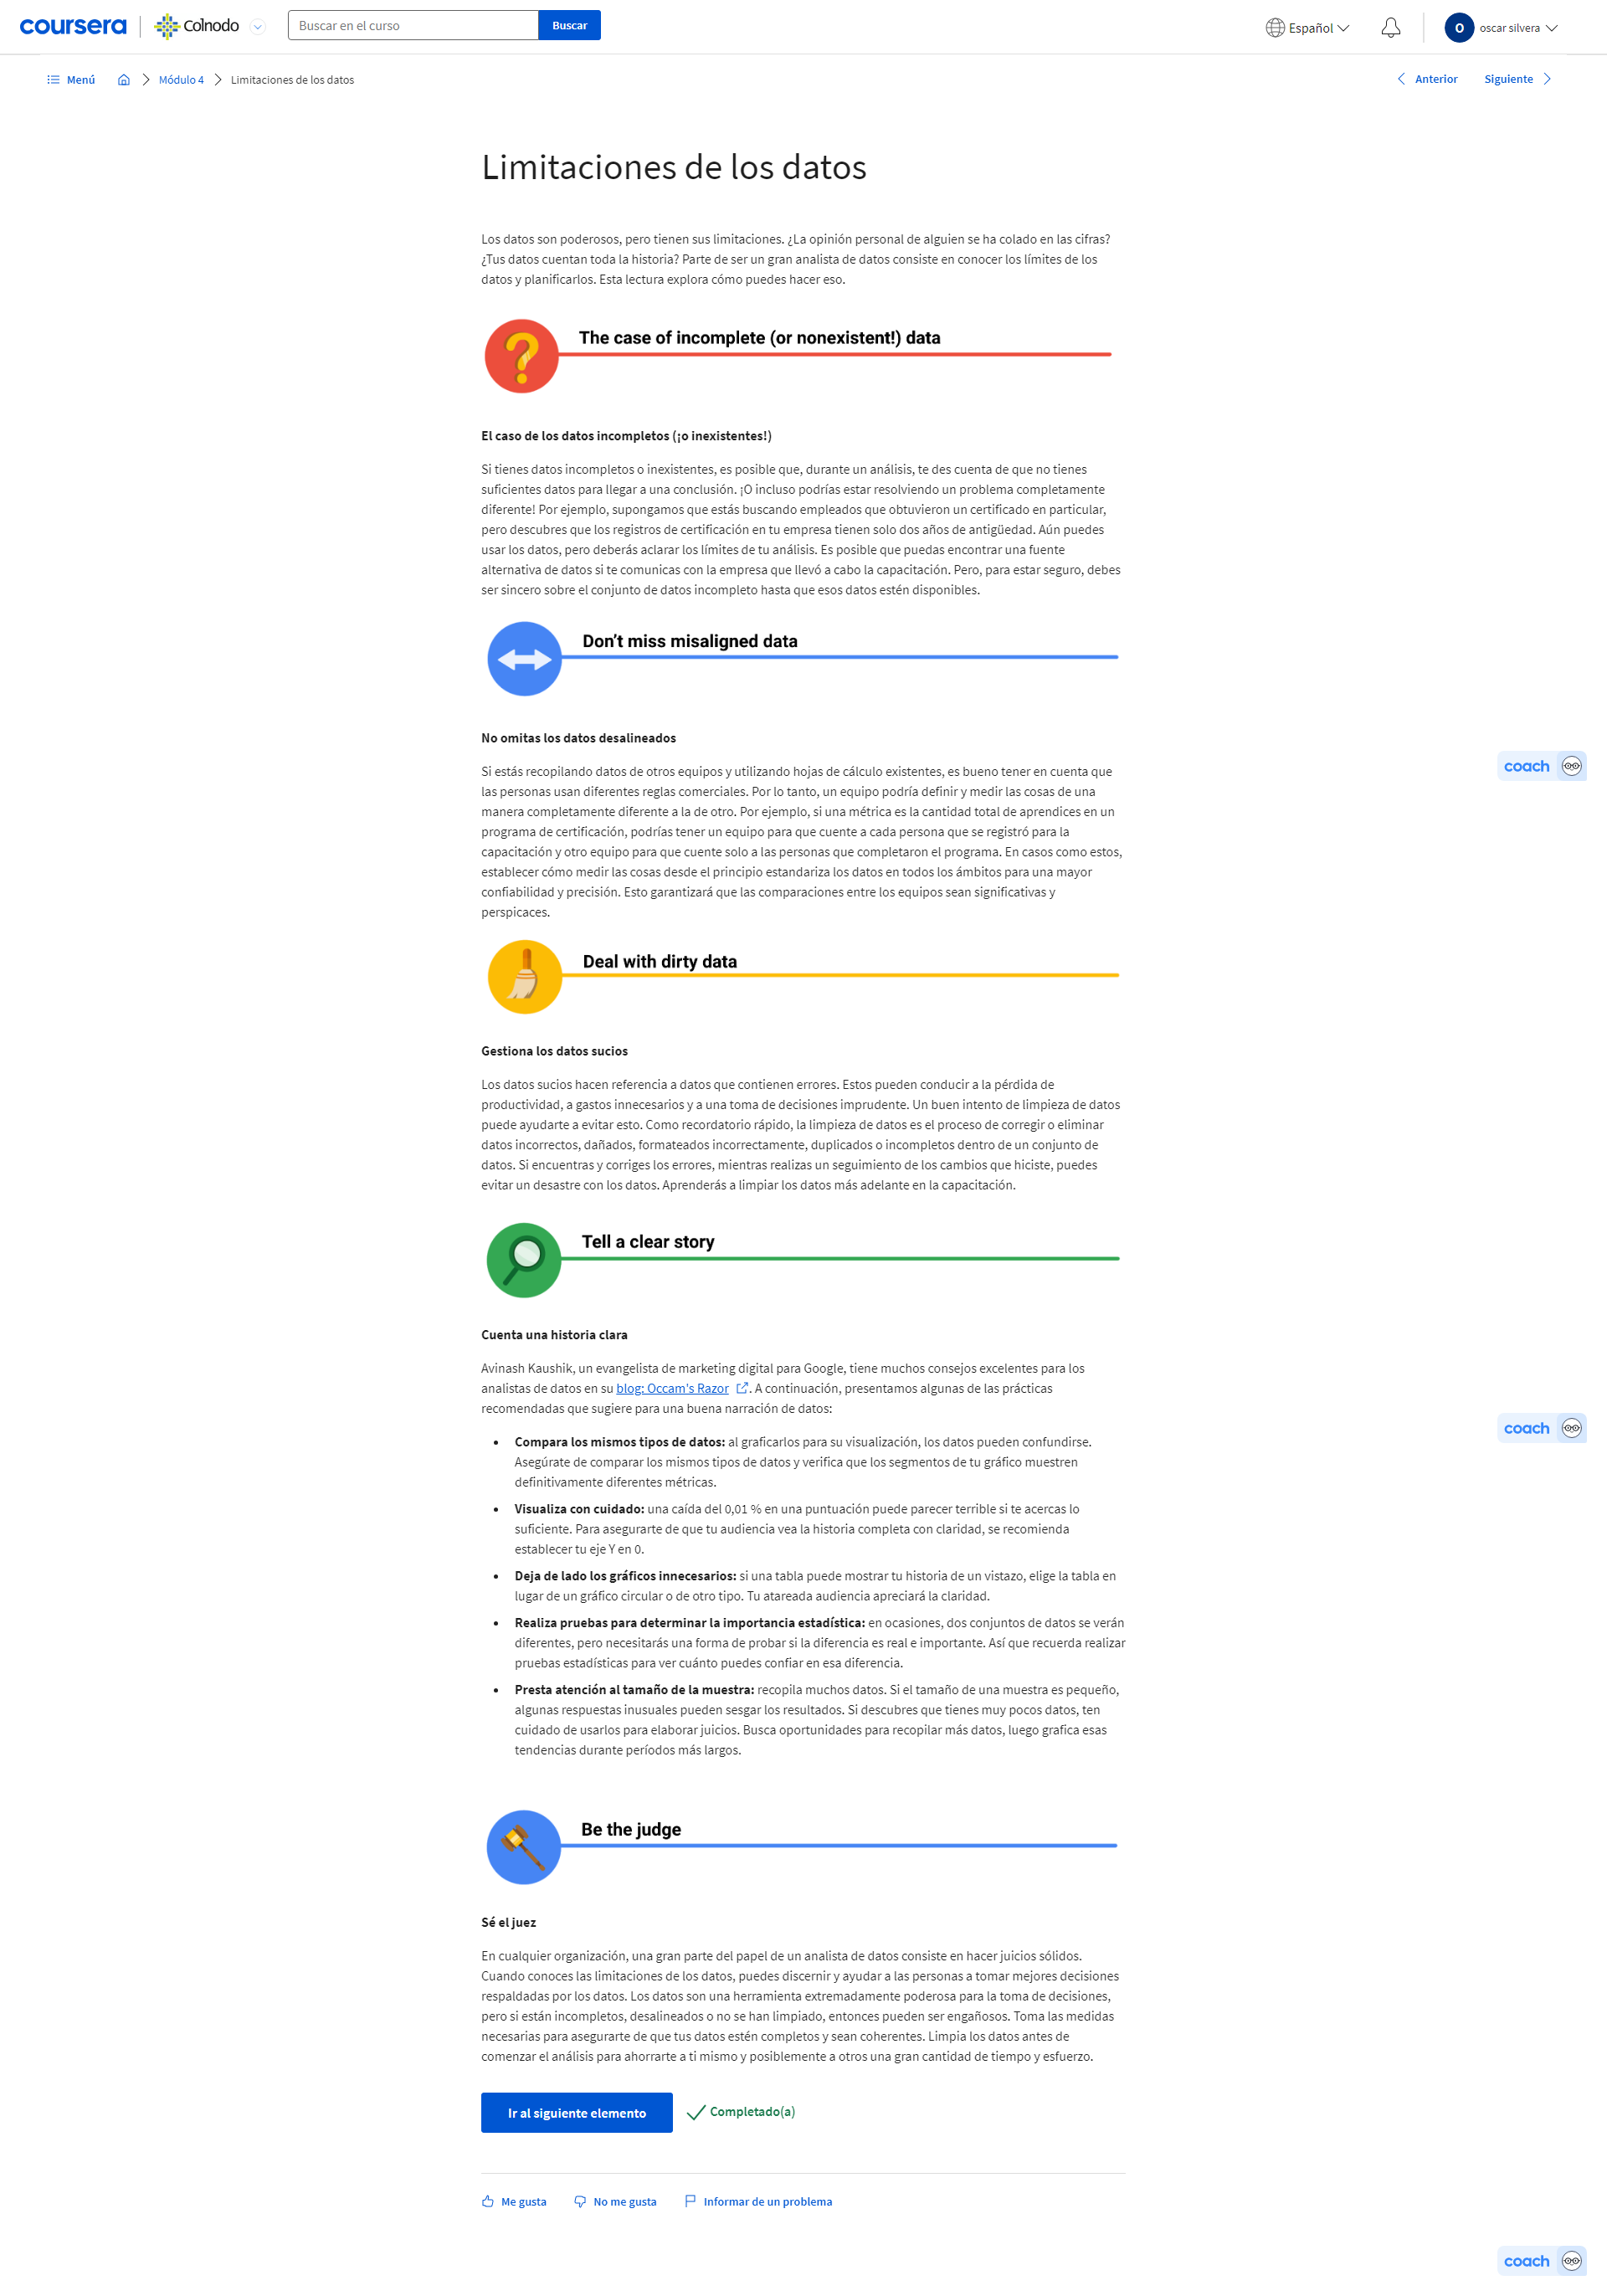 coursera
Colnodo
Buscar en el curso
Buscar
Español
O
oscar silvera
Menú
Módulo 4
Limitaciones de los datos
Anterior
Siguiente
Limitaciones de los datos
Los datos son poderosos, pero tienen sus limitaciones. ¿La opinión personal de alguien se ha colado en las cifras?
¿Tus datos cuentan toda la historia? Parte de ser un gran analista de datos consiste en conocer los límites de los
datos y planificarlos. Esta lectura explora cómo puedes hacer eso.
The case of incomplete (or nonexistent!) data
El caso de los datos incompletos (¡o inexistentes!)
Si tienes datos incompletos o inexistentes, es posible que, durante un análisis, te des cuenta de que no tienes
suficientes datos para llegar a una conclusión. ¡O incluso podrías estar resolviendo un problema completamente
diferente! Por ejemplo, supongamos que estás buscando empleados que obtuvieron un certificado en particular,
pero descubres que los registros de certificación en tu empresa tienen solo dos años de antigüedad. Aún puedes
usar los datos, pero deberás aclarar los límites de tu análisis. Es posible que puedas encontrar una fuente
alternativa de datos si te comunicas con la empresa que llevó a cabo la capacitación. Pero, para estar seguro, debes
ser sincero sobre el conjunto de datos incompleto hasta que esos datos estén disponibles.
Don't miss misaligned data
No omitas los datos desalineados
Si estás recopilando datos de otros equipos y utilizando hojas de cálculo existentes, es bueno tener en cuenta que
las personas usan diferentes reglas comerciales. Por lo tanto, un equipo podría definir y medir las cosas de una
manera completamente diferente a la de otro. Por ejemplo, si una métrica es la cantidad total de aprendices en un
programa de certificación, podrías tener un equipo para que cuente a cada persona que se registró para la
capacitación y otro equipo para que cuente solo a las personas que completaron el programa. En casos como estos,
establecer cómo medir las cosas desde el principio estandariza los datos en todos los ámbitos para una mayor
confiabilidad y precisión. Esto garantizará que las comparaciones entre los equipos sean significativas y
perspicaces.
coach
Deal with dirty data
Gestiona los datos sucios
Los datos sucios hacen referencia a datos que contienen errores. Estos pueden conducir a la pérdida de
productividad, a gastos innecesarios y a una toma de decisiones imprudente. Un buen intento de limpieza de datos
puede ayudarte a evitar esto. Como recordatorio rápido, la limpieza de datos es el proceso de corregir o eliminar
datos incorrectos, dañados, formateados incorrectamente, duplicados o incompletos dentro de un conjunto de
datos. Si encuentras y corriges los errores, mientras realizas un seguimiento de los cambios que hiciste, puedes
evitar un desastre con los datos. Aprenderás a limpiar los datos más adelante en la capacitación.
Tell a clear story
Cuenta una historia clara
Avinash Kaushik, un evangelista de marketing digital para Google, tiene muchos consejos excelentes para los
analistas de datos en su blog: Occam's Razor . A continuación, presentamos algunas de las prácticas
recomendadas que sugiere para una buena narración de datos:
coach
• Compara los mismos tipos de datos: al graficarlos para su visualización, los datos pueden confundirse.
Asegúrate de comparar los mismos tipos de datos y verifica que los segmentos de tu gráfico muestren
definitivamente diferentes métricas.
• Visualiza con cuidado: una caída del 0,01 % en una puntuación puede parecer terrible si te acercas lo
suficiente. Para asegurarte de que tu audiencia vea la historia completa con claridad, se recomienda
establecer tu eje Y en 0.
• Deja de lado los gráficos innecesarios: si una tabla puede mostrar tu historia de un vistazo, elige la tabla en
lugar de un gráfico circular o de otro tipo. Tu atareada audiencia apreciará la claridad.
• Realiza pruebas para determinar la importancia estadística: en ocasiones, dos conjuntos de datos se verán
diferentes, pero necesitarás una forma de probar si la diferencia es real e importante. Así que recuerda realizar
pruebas estadísticas para ver cuánto puedes confiar en esa diferencia.
• Presta atención al tamaño de la muestra: recopila muchos datos. Si el tamaño de una muestra es pequeño,
algunas respuestas inusuales pueden sesgar los resultados. Si descubres que tienes muy pocos datos, ten
cuidado de usarlos para elaborar juicios. Busca oportunidades para recopilar más datos, luego grafica esas
tendencias durante períodos más largos.
Be the judge
Sé el juez
En cualquier organización, una gran parte del papel de un analista de datos consiste en hacer juicios sólidos.
Cuando conoces las limitaciones de los datos, puedes discernir y ayudar a las personas a tomar mejores decisiones
respaldadas por los datos. Los datos son una herramienta extremadamente poderosa para la toma de decisiones,
pero si están incompletos, desalineados o no se han limpiado, entonces pueden ser engañosos. Toma las medidas
necesarias para asegurarte de que tus datos estén completos y sean coherentes. Limpia los datos antes de
comenzar el análisis para ahorrarte a ti mismo y posiblemente a otros una gran cantidad de tiempo y esfuerzo.
Ir al siguiente elemento
Completado(a)
Me gusta
No me gusta
Informar de un problema
coach